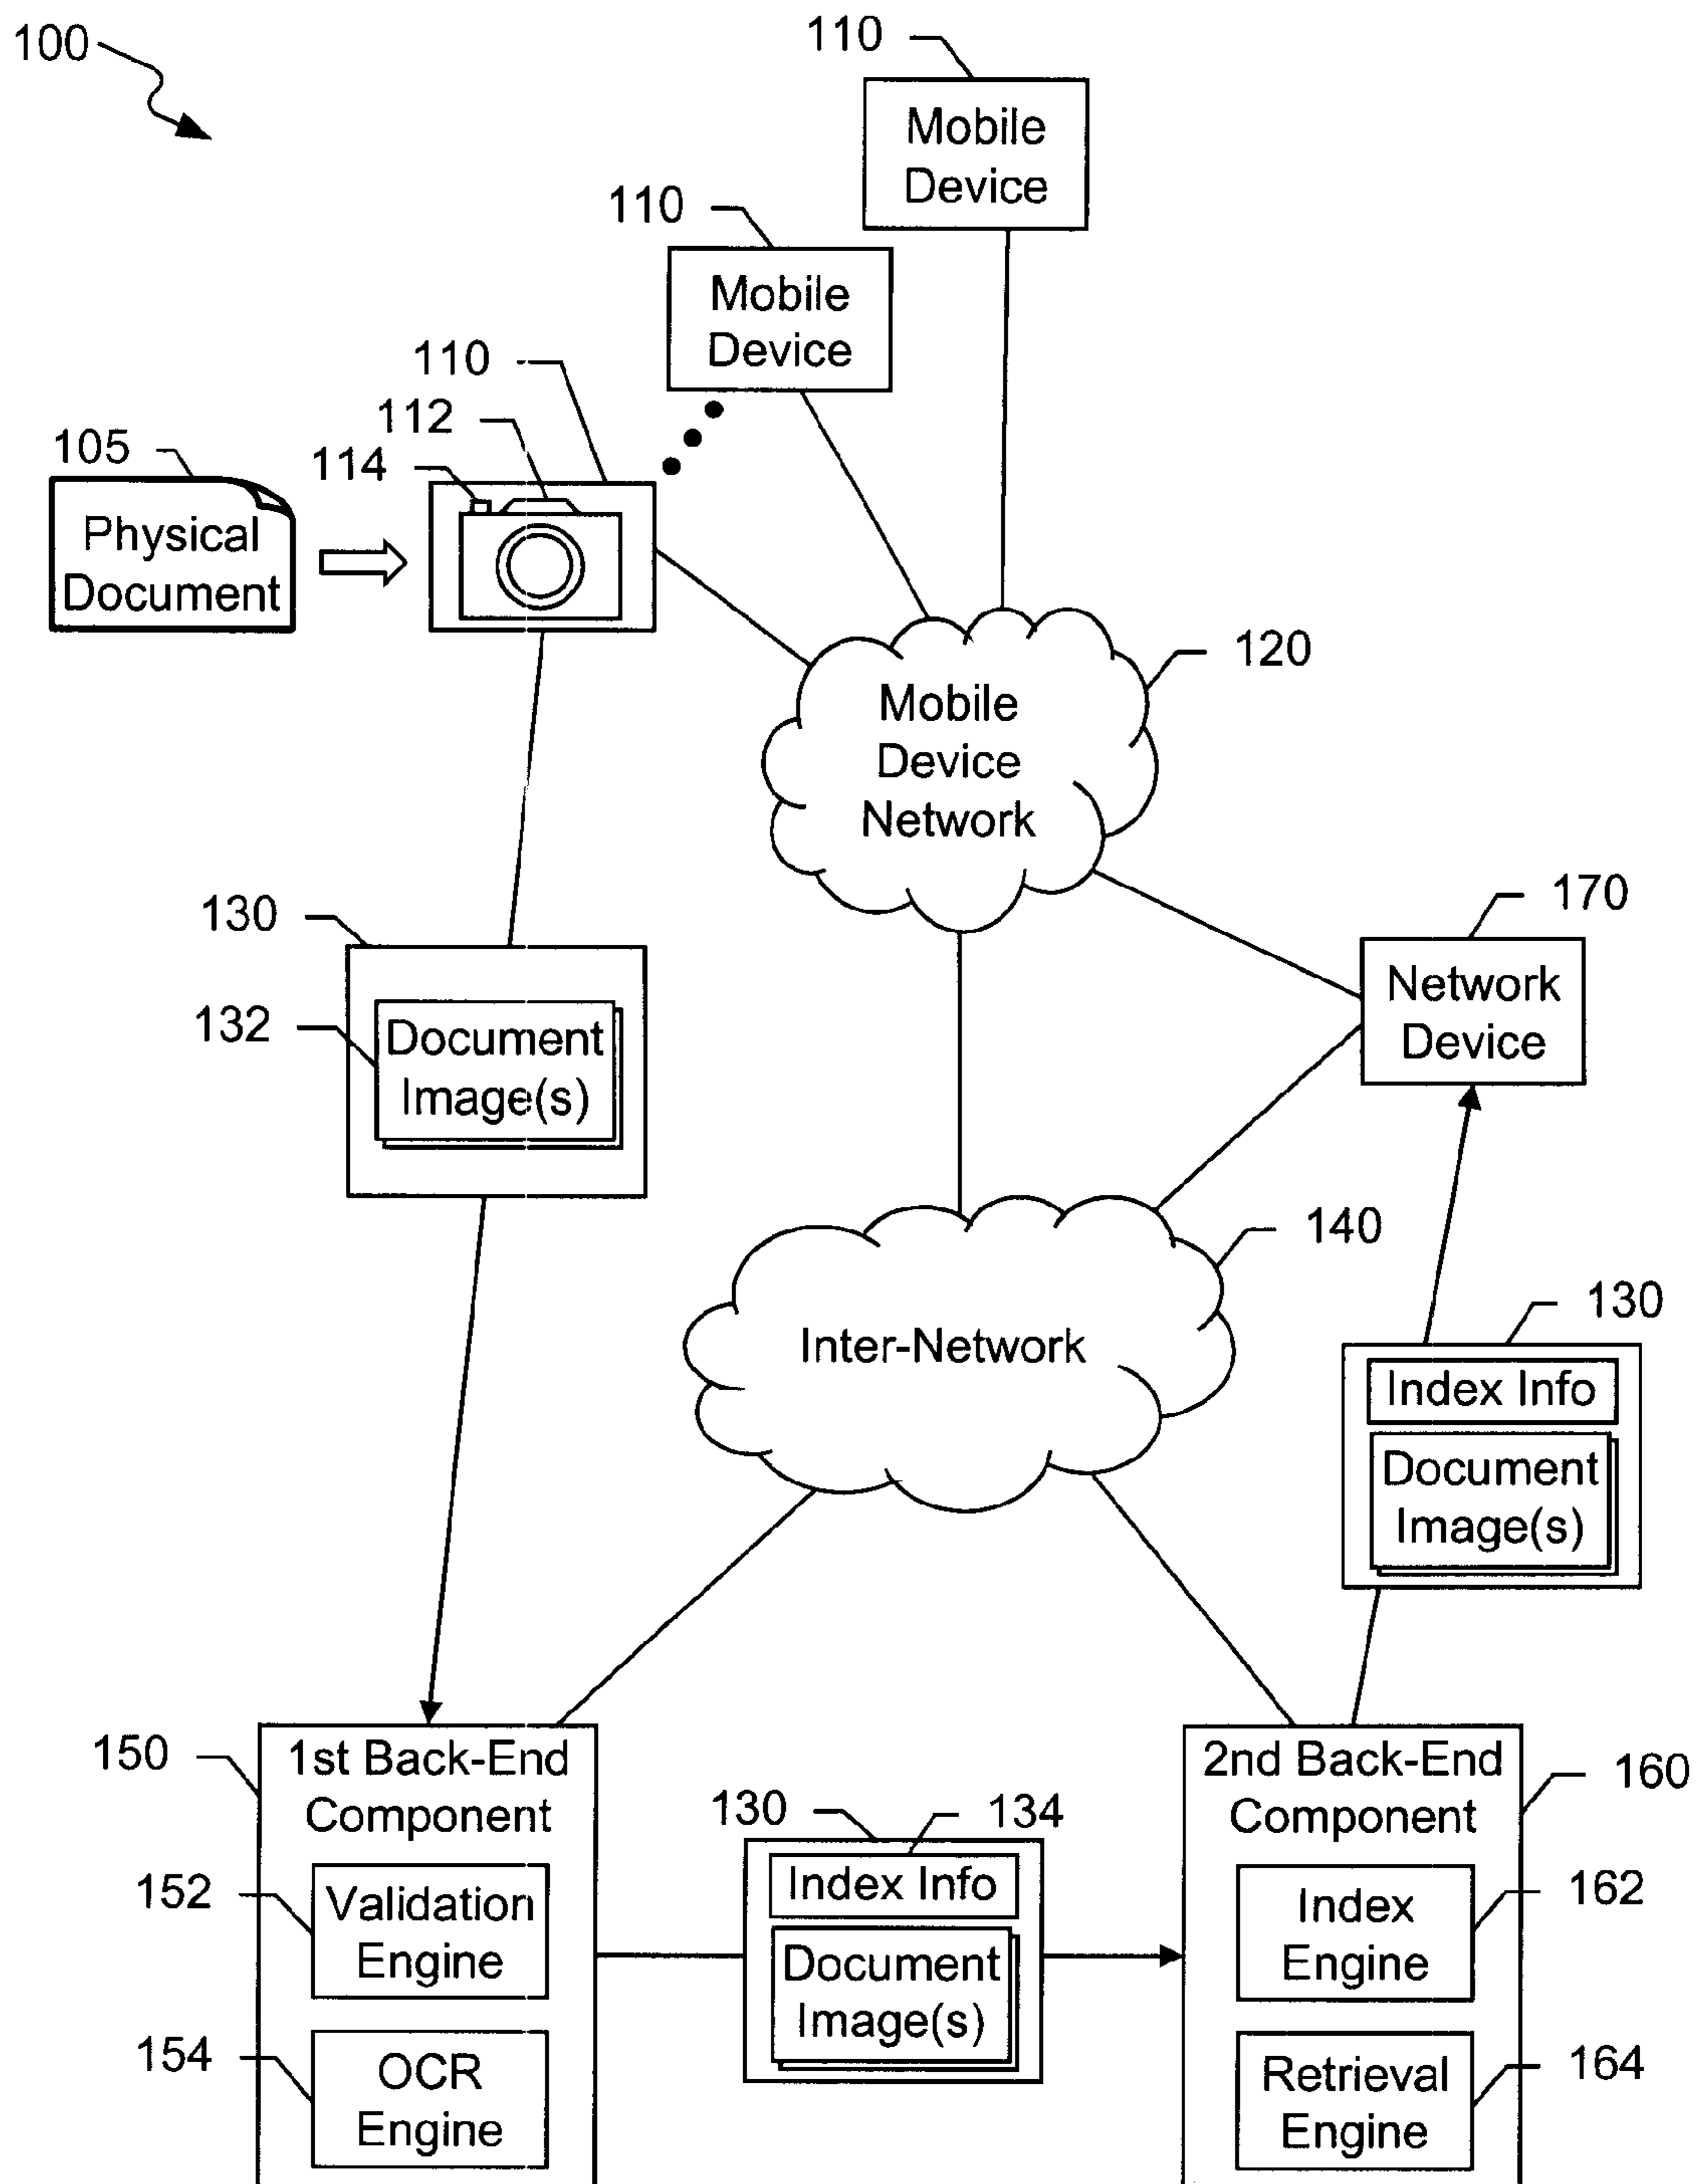 100
110
Mobile
Device
110
Mobile
Device
110
112
114
105
Physical
Document
120
Mobile
Device
Network
130
132
Document
Image(s)
170
Network
Device
140
Inter-Network
130
Index Info
Document
Image(s)
150
1st Back-End
Component
152
Validation
Engine
154
OCR
Engine
130
134
Index Info
Document
Image(s)
2nd Back-End
Component
160
Index
Engine
162
Retrieval
Engine
164